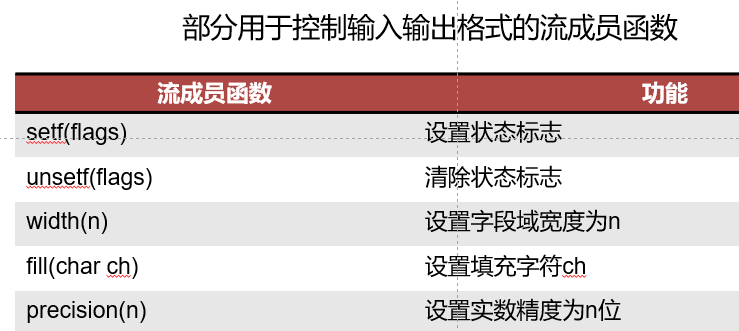 部分用于控制输入输出格式的流成员函数
流成员函数 功能
setf(flags) 设置状态标志
unsetf(flags) 清除状态标志
width(n) 设置字段域宽度为n
fill(char ch) 设置填充字符ch
precision(n) 设置实数精度为n位